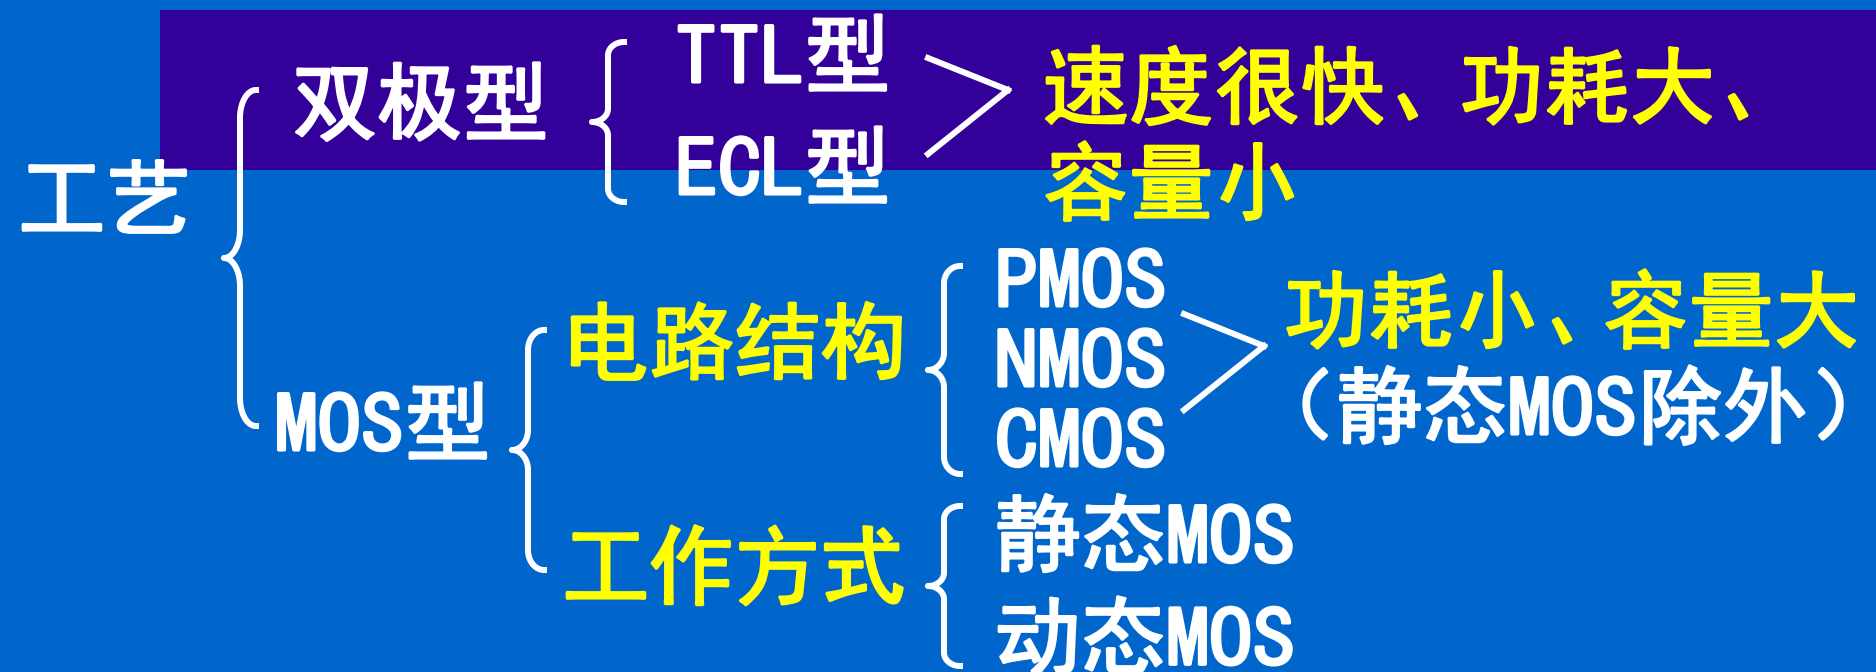 工艺
双极型
TTL型
ECL型
速度很快、功耗大、
容量小
MOS型
电路结构
PMOS
NMOS
CMOS
功耗小、容量大
（静态MOS除外）
工作方式
静态MOS
动态MOS